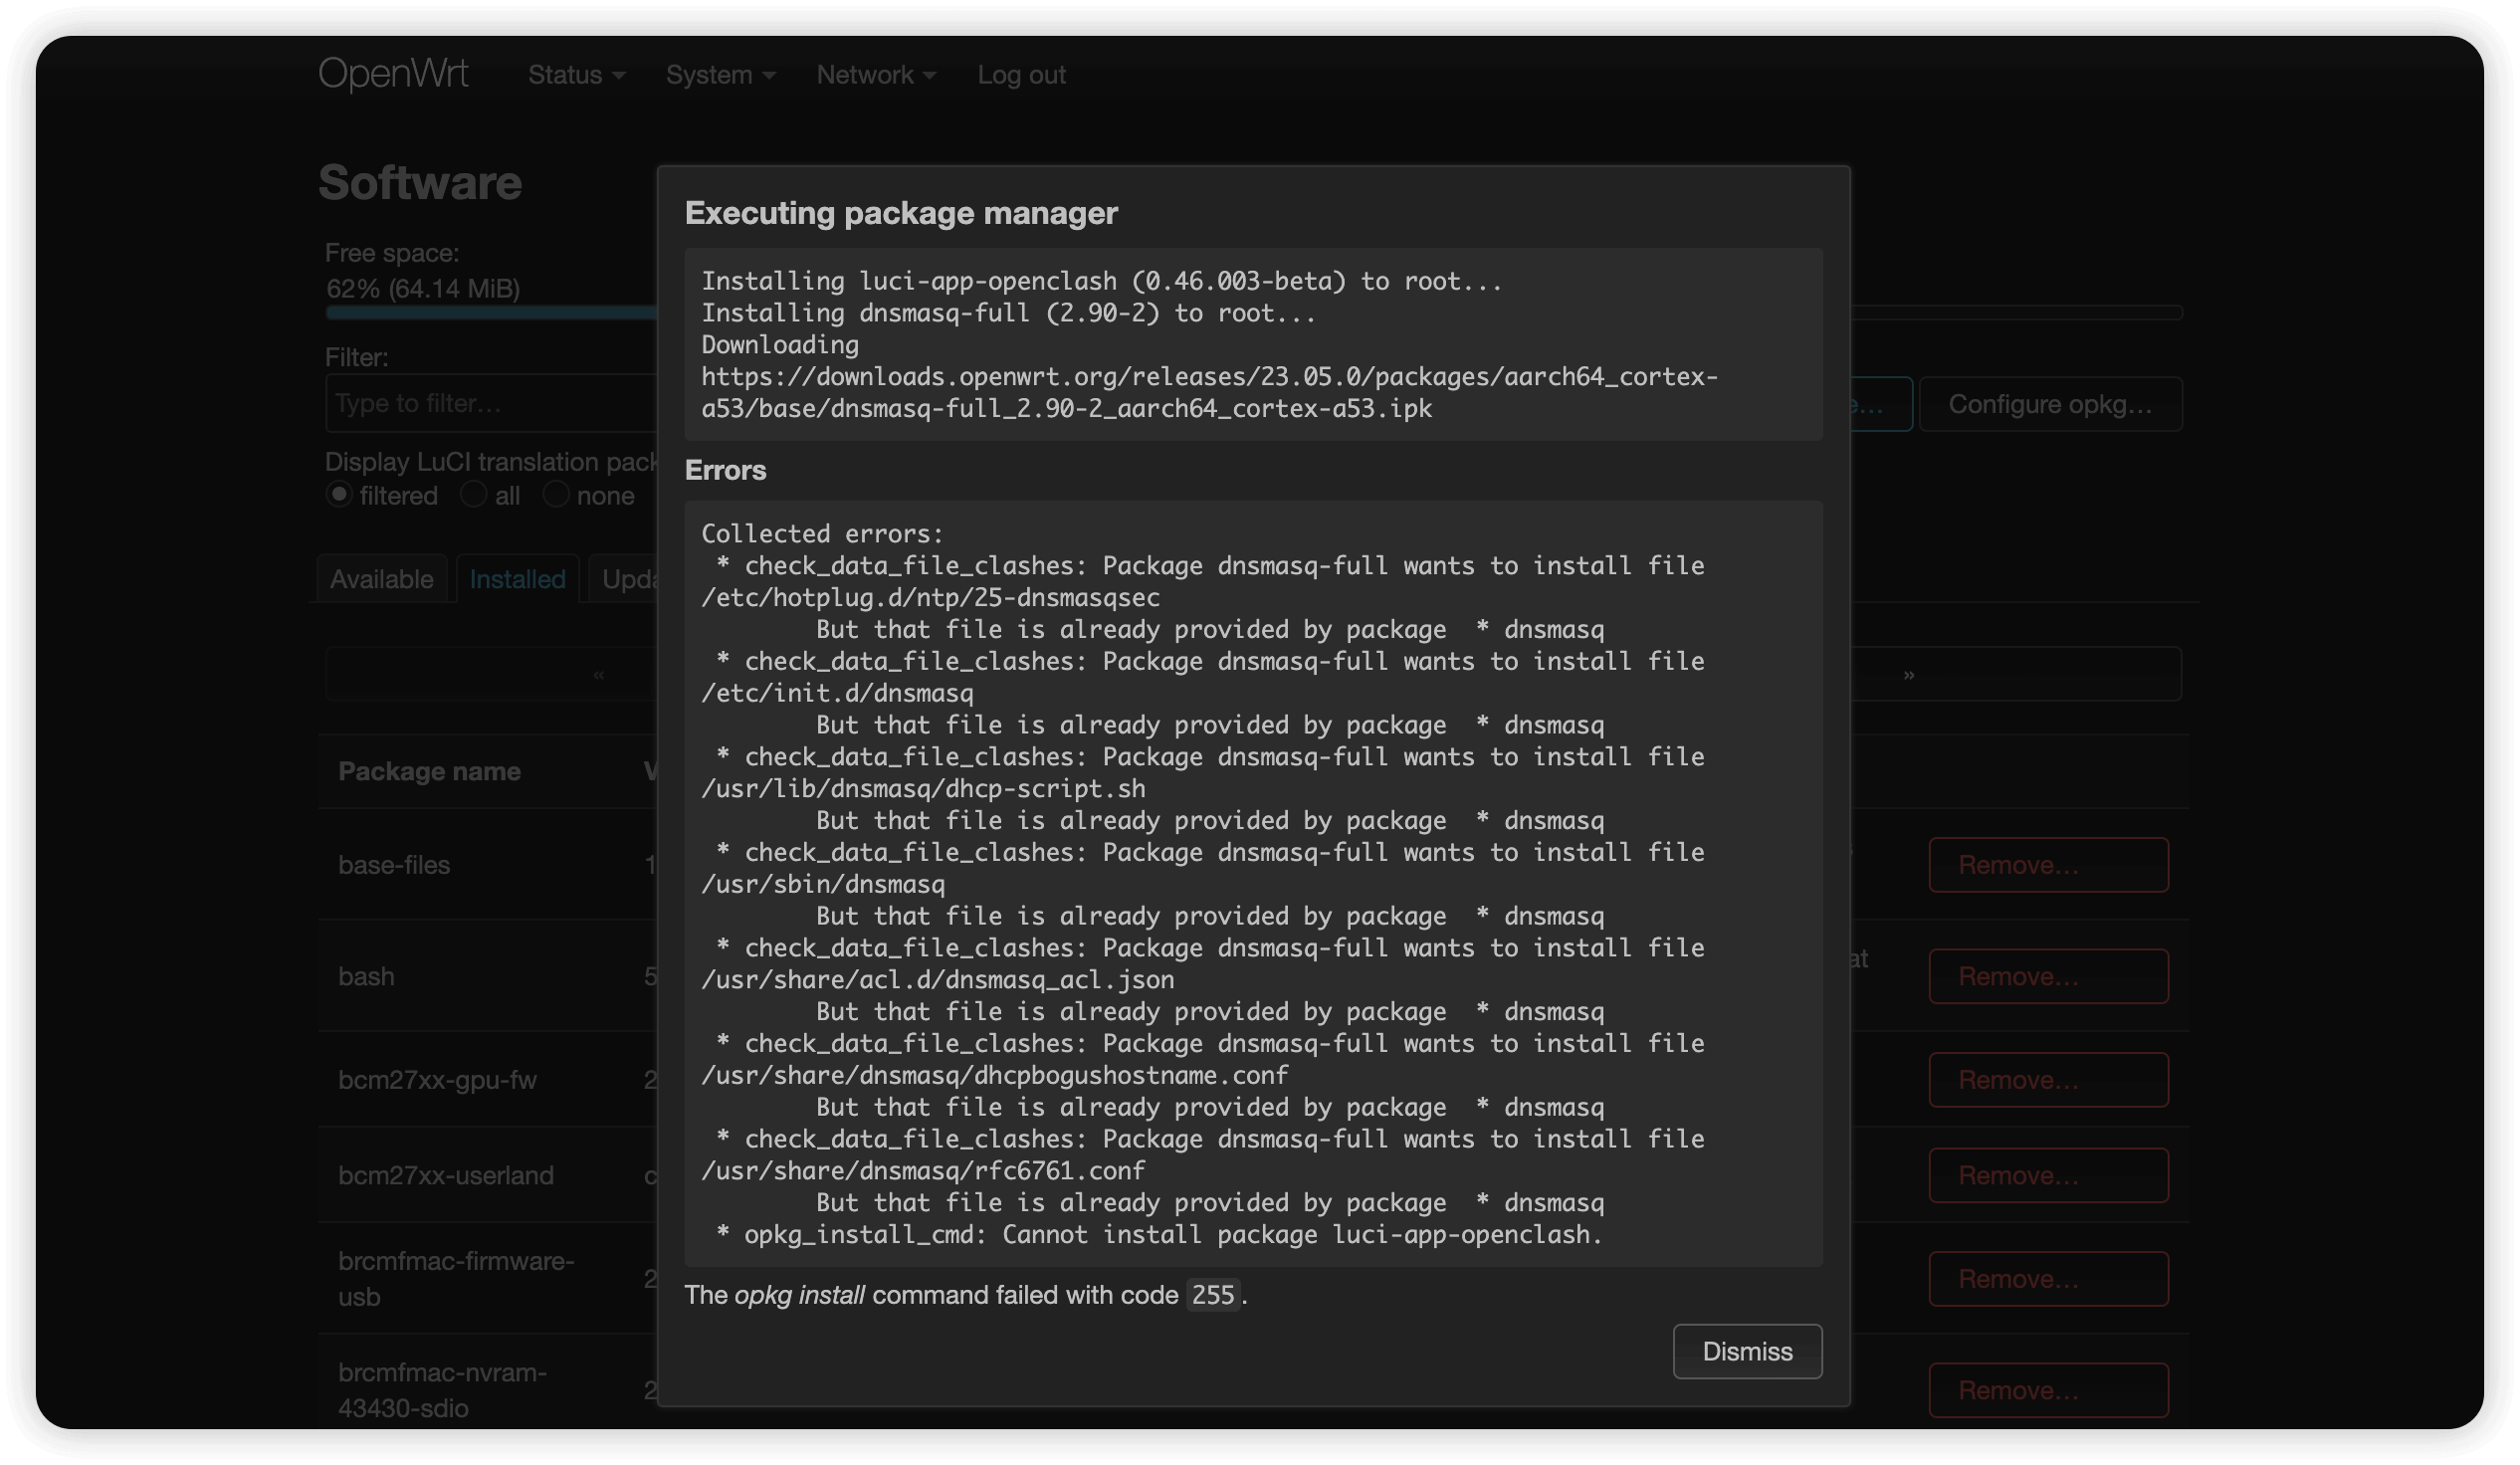 OpenWrt Status System Network Log out
Software
Free space:
62% (64.14 MiB)
Filter:
Type to filter…
Configure opkg…
Display LuCI translation pack
filtered all none
Available Installed Upda
« »
Package name
base-files Remove…
bash Remove…
bcm27xx-gpu-fw Remove…
bcm27xx-userland Remove…
brcmfmac-firmware-
usb Remove…
brcmfmac-nvram-
43430-sdio Remove…
Executing package manager
Installing luci-app-openclash (0.46.003-beta) to root...
Installing dnsmasq-full (2.90-2) to root...
Downloading
https://downloads.openwrt.org/releases/23.05.0/packages/aarch64_cortex-
a53/base/dnsmasq-full_2.90-2_aarch64_cortex-a53.ipk
Errors
Collected errors:
* check_data_file_clashes: Package dnsmasq-full wants to install file
/etc/hotplug.d/ntp/25-dnsmasqsec
But that file is already provided by package * dnsmasq
* check_data_file_clashes: Package dnsmasq-full wants to install file
/etc/init.d/dnsmasq
But that file is already provided by package * dnsmasq
* check_data_file_clashes: Package dnsmasq-full wants to install file
/usr/lib/dnsmasq/dhcp-script.sh
But that file is already provided by package * dnsmasq
* check_data_file_clashes: Package dnsmasq-full wants to install file
/usr/sbin/dnsmasq
But that file is already provided by package * dnsmasq
* check_data_file_clashes: Package dnsmasq-full wants to install file
/usr/share/acl.d/dnsmasq_acl.json
But that file is already provided by package * dnsmasq
* check_data_file_clashes: Package dnsmasq-full wants to install file
/usr/share/dnsmasq/dhcpbogushostname.conf
But that file is already provided by package * dnsmasq
* check_data_file_clashes: Package dnsmasq-full wants to install file
/usr/share/dnsmasq/rfc6761.conf
But that file is already provided by package * dnsmasq
* opkg_install_cmd: Cannot install package luci-app-openclash.
The opkg install command failed with code 255.
Dismiss